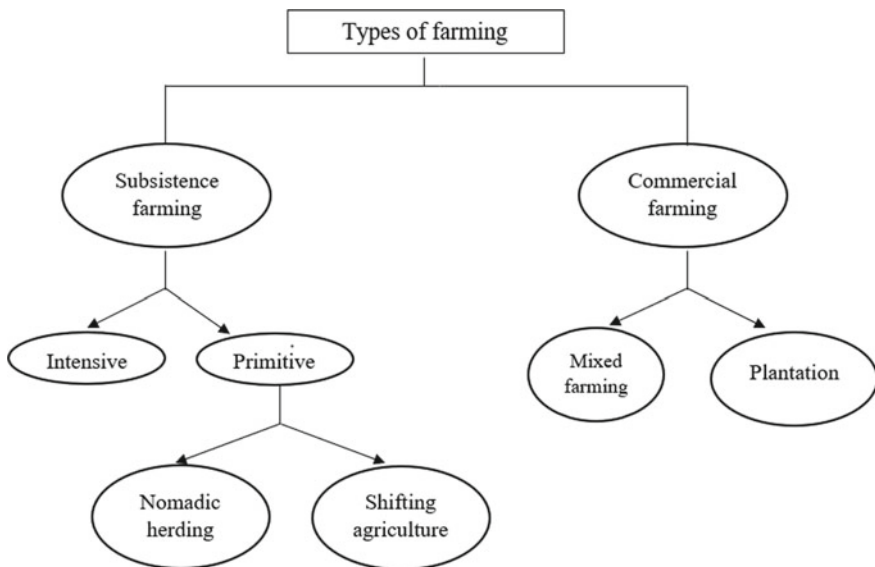 Types of farming
Subsistence
farming
Commercial
farming
Intensive
Primitive
Mixed
farming
Plantation
Nomadic
herding
Shifting
agriculture